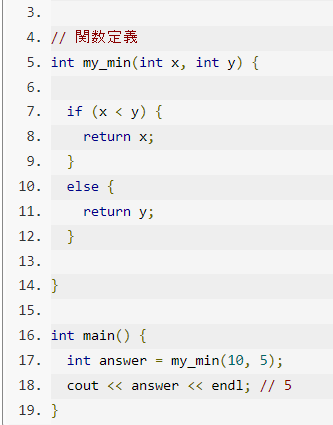 3.
4. // 関数定義
5. int my_min(int x, int y) {
6.
7.   if (x < y) {
8.     return x;
9.   }
10.   else {
11.     return y;
12.   }
13.
14. }
15.
16. int main() {
17.   int answer = my_min(10, 5);
18.   cout << answer << endl; // 5
19. }